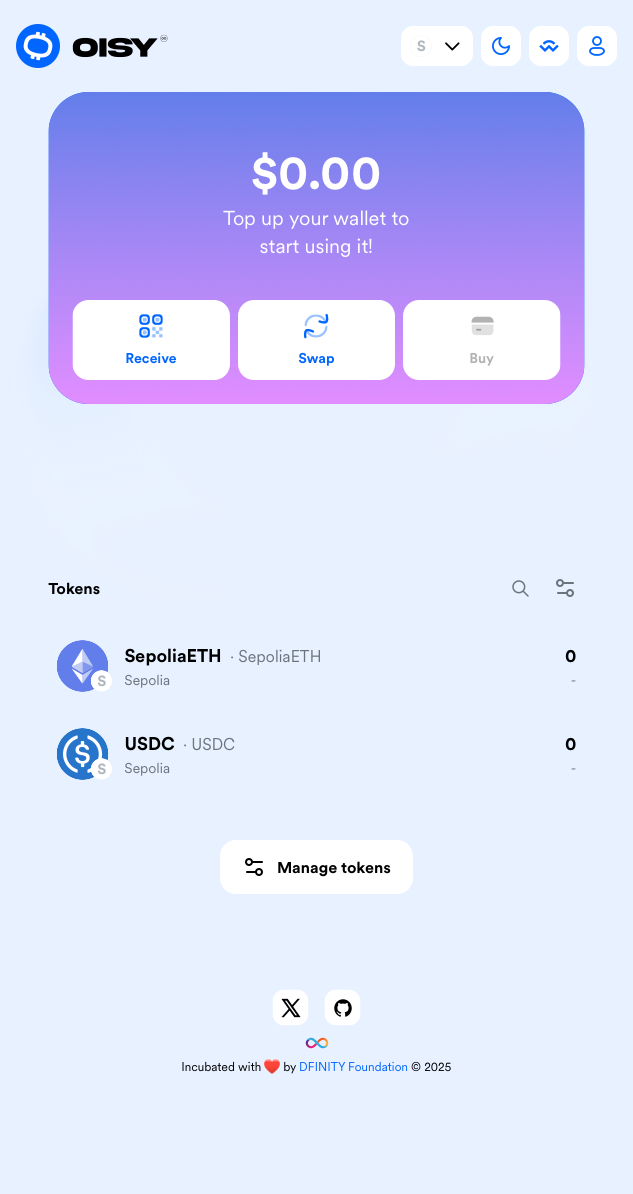 OISY
S
$0.00
Top up your wallet to
start using it!
Receive
Swap
Buy
Tokens
SepoliaETH · SepoliaETH
0
Sepolia
-
S
USDC · USDC
0
Sepolia
-
S
Manage tokens
Incubated with ❤️ by DFINITY Foundation © 2025